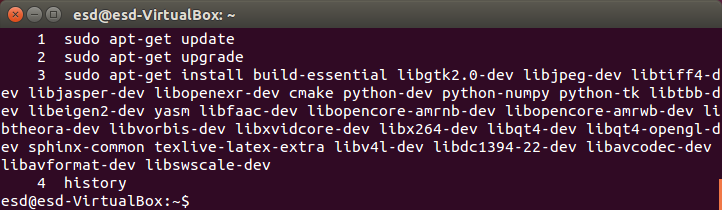 esd@esd-VirtualBox: ~
1 sudo apt-get update
2 sudo apt-get upgrade
3 sudo apt-get install build-essential libgtk2.0-dev libjpeg-dev libtiff4-d
ev libjasper-dev libopenexr-dev cmake python-dev python-numpy python-tk libtbb-d
ev libeigen2-dev yasm libfaac-dev libopencore-amrnb-dev libopencore-amrwb-dev li
btheora-dev libvorbis-dev libxvidcore-dev libx264-dev libqt4-dev libqt4-opengl-d
ev sphinx-common texlive-latex-extra libv4l-dev libdc1394-22-dev libavcodec-dev
libavformat-dev libswscale-dev
4 history
esd@esd-VirtualBox:~$